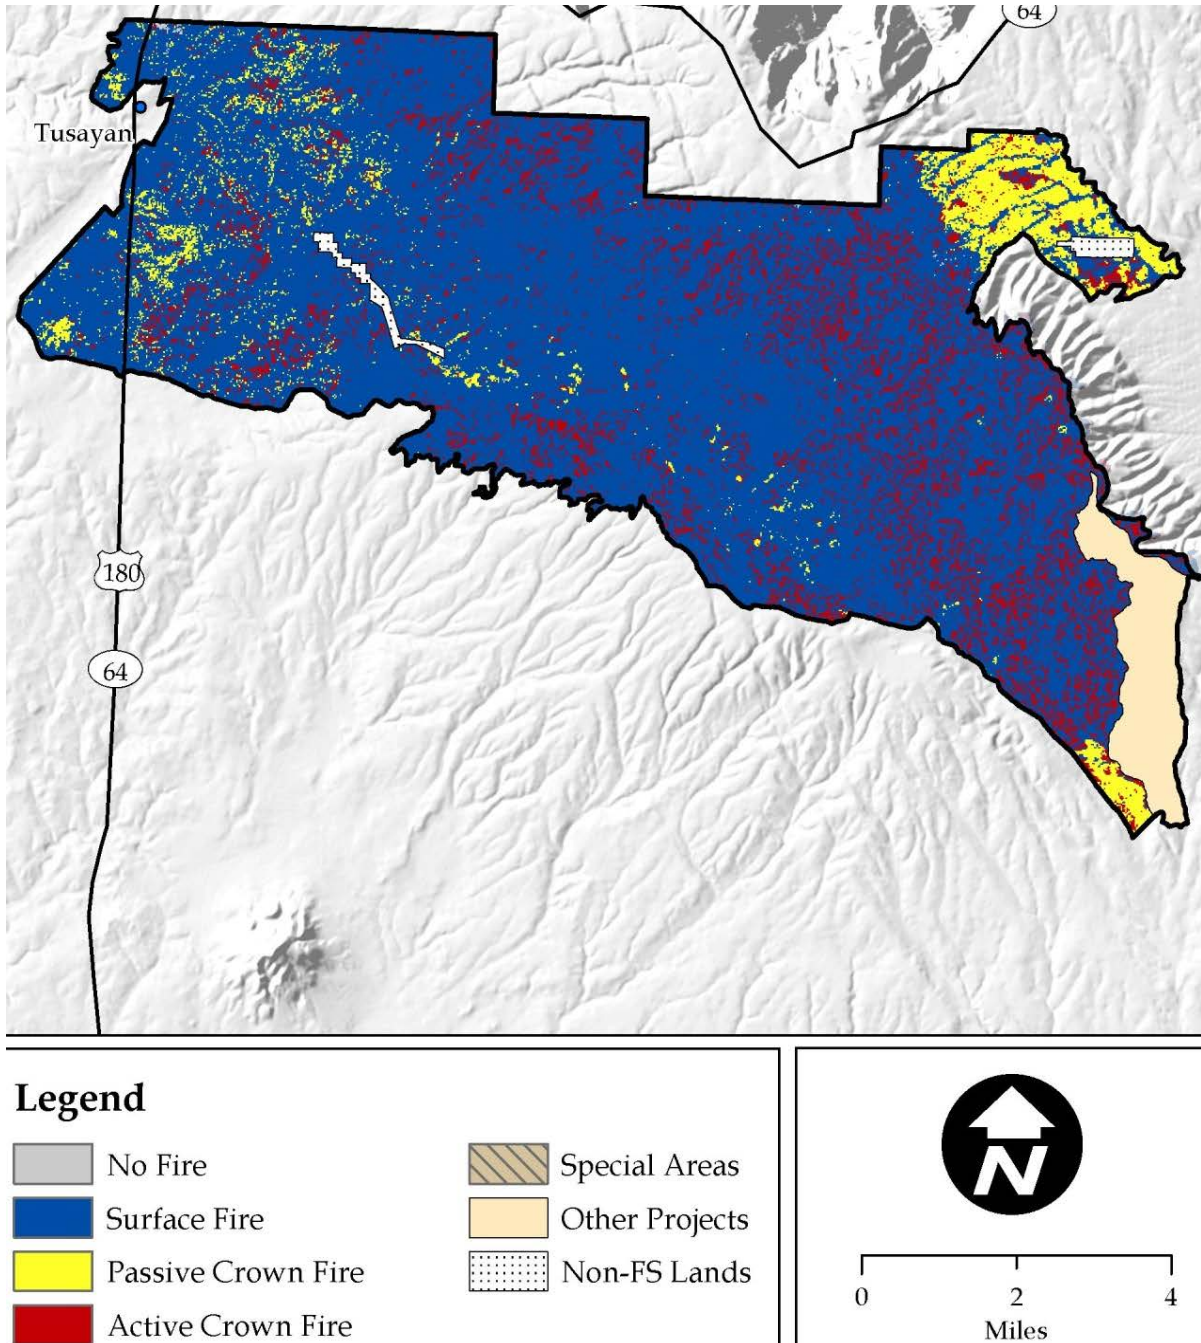 64
Tusayan
180
64
Legend
No Fire
Surface Fire
Passive Crown Fire
Active Crown Fire
Special Areas
Other Projects
Non-FS Lands
N
0 2 4
Miles